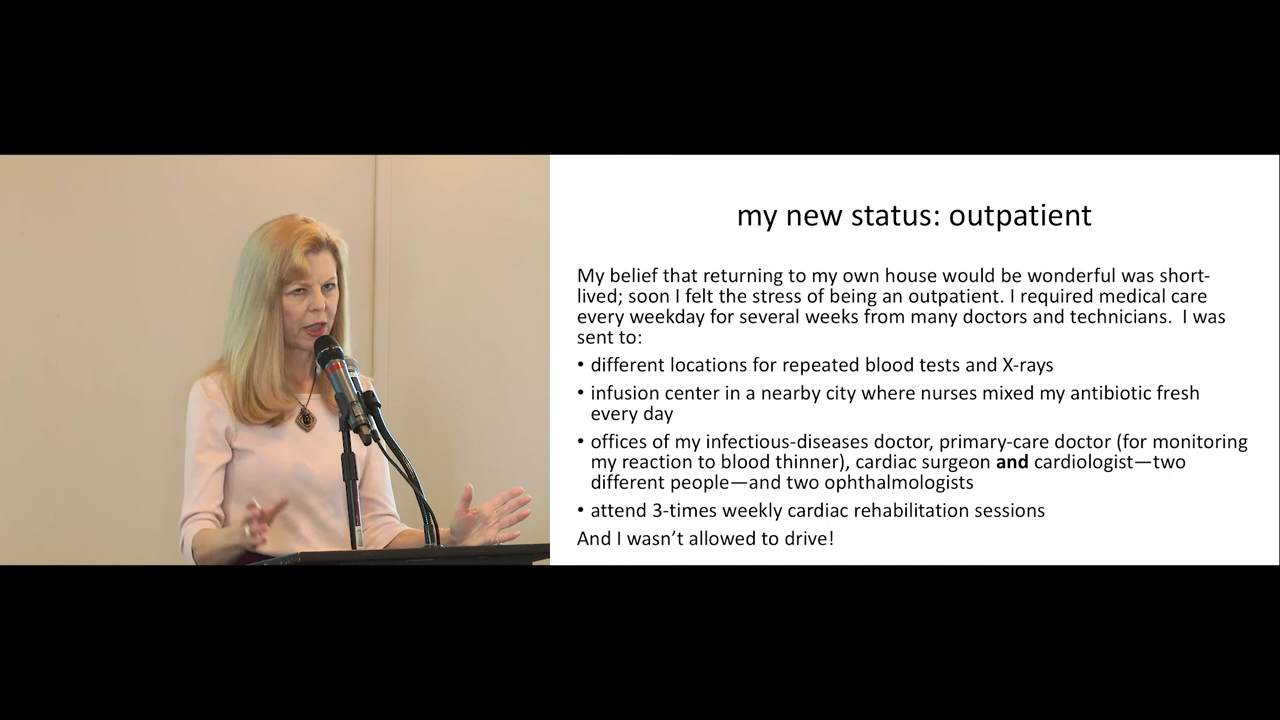 my new status: outpatient
My belief that returning to my own house would be wonderful was short-
lived; soon I felt the stress of being an outpatient. I required medical care
every weekday for several weeks from many doctors and technicians.  I was
sent to:
• different locations for repeated blood tests and X-rays
• infusion center in a nearby city where nurses mixed my antibiotic fresh
every day
• offices of my infectious-diseases doctor, primary-care doctor (for monitoring
my reaction to blood thinner), cardiac surgeon and cardiologist—two
different people—and two ophthalmologists
• attend 3-times weekly cardiac rehabilitation sessions
And I wasn’t allowed to drive!